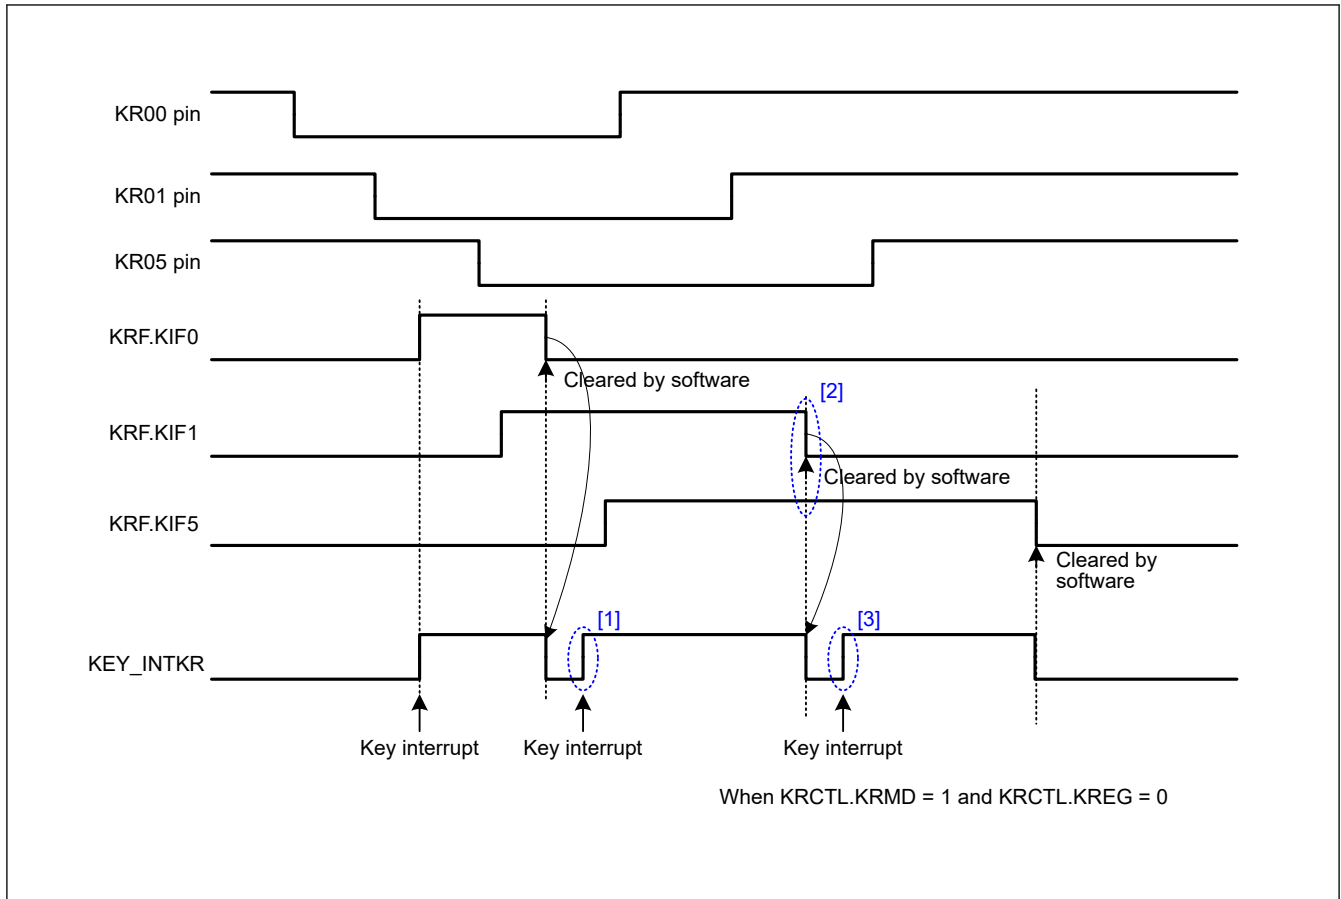 KR00 pin
KR01 pin
KR05 pin
KRF.KIF0
Cleared by software
[2]
KRF.KIF1
Cleared by software
KRF.KIF5
Cleared by
software
[1]
[3]
KEY_INTKR
Key interrupt
Key interrupt
Key interrupt
When KRCTL.KRMD = 1 and KRCTL.KREG = 0